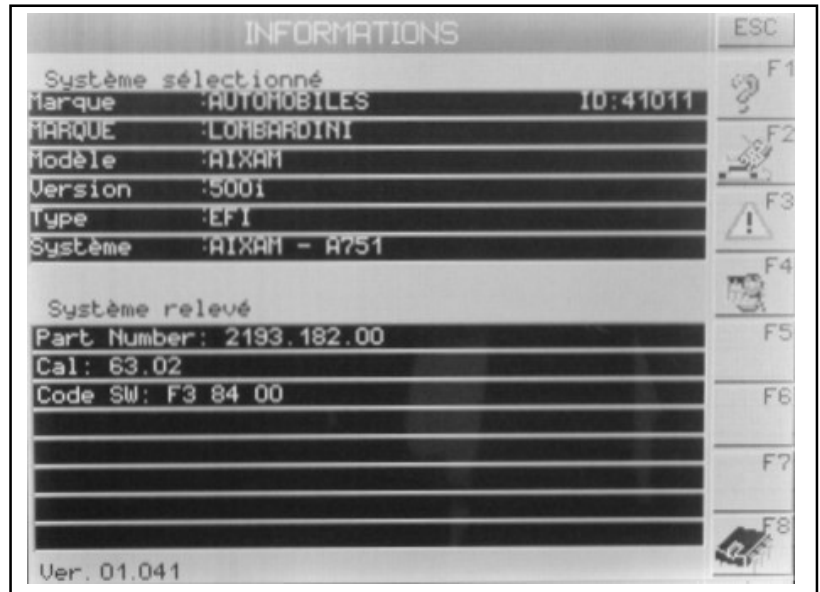 INFORMATIONS
ESC
Système sélectionné
Marque :AUTOMOBILES ID:41011
MARQUE :LOMBARDINI
Modèle :AIXAM
Version :500i
Type :EFI
Système :AIXAM - A751
Système relevé
Part Number: 2193.182.00
Cal: 63.02
Code SW: F3 84 00
Ver. 01.041
F1
F2
F3
F4
F5
F6
F7
F8